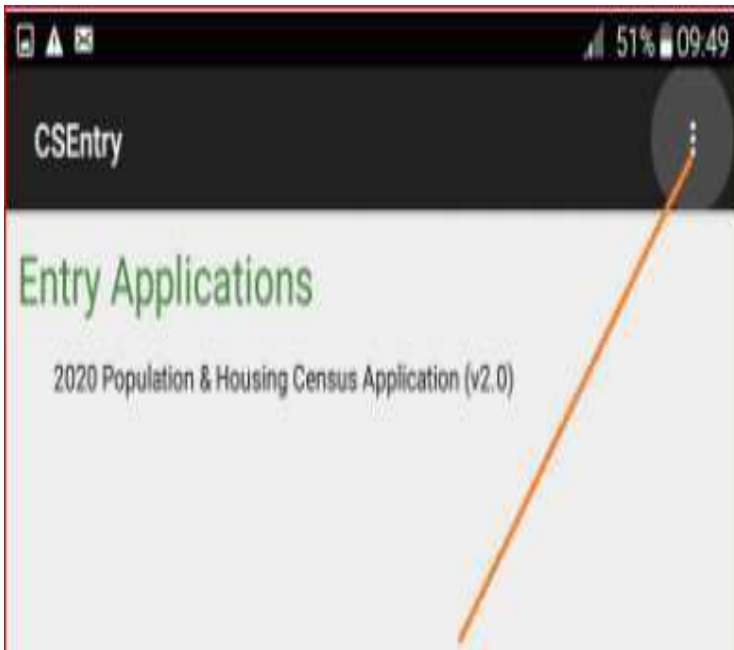 51% 09:49
CSEntry
Entry Applications
2020 Population & Housing Census Application (v2.0)